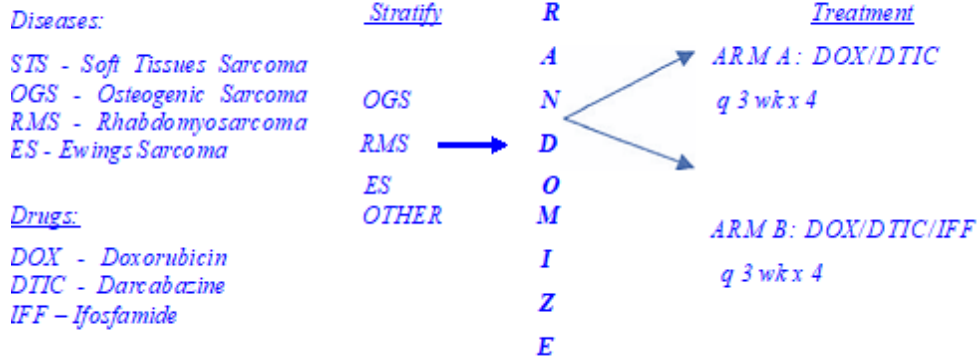 Diseases:
STS - Soft Tissues Sarcoma
OGS - Osteogenic Sarcoma
RMS - Rhabdomyosarcoma
ES - Ewings Sarcoma
Drugs:
DOX - Doxorubicin
DTIC - Darcabazine
IFF – Ifosfamide
Stratify
OGS
RMS
ES
OTHER
R
A
N
D
O
M
I
Z
E
Treatment
ARM A: DOX/DTIC
q 3 wk x 4
ARM B: DOX/DTIC/IFF
q 3 wk x 4